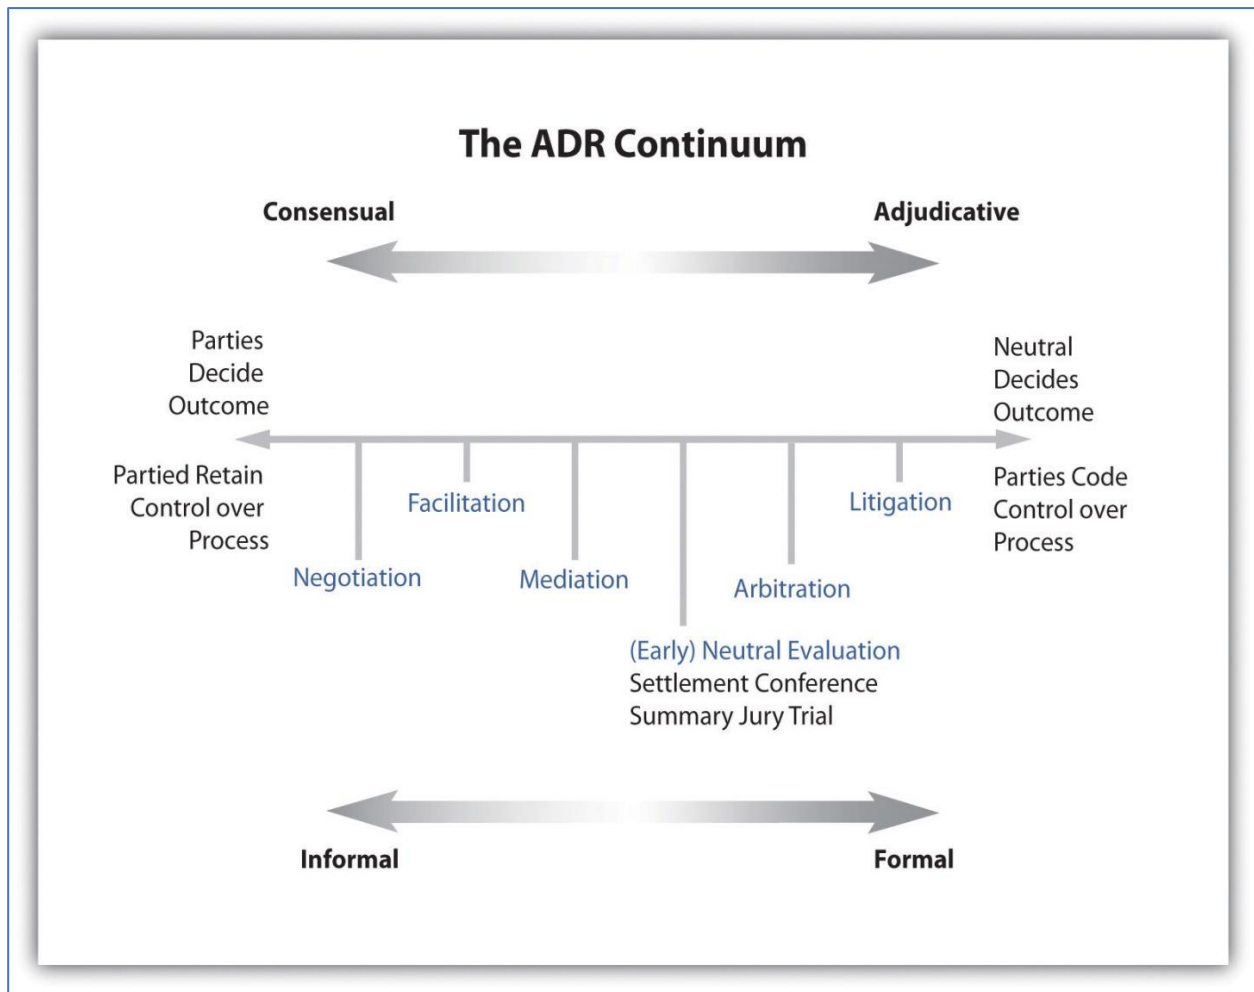 The ADR Continuum
Consensual
Adjudicative
Parties
Decide
Outcome
Neutral
Decides
Outcome
Partied Retain
Control over
Process
Parties Code
Control over
Process
Negotiation
Facilitation
Mediation
(Early) Neutral Evaluation
Settlement Conference
Summary Jury Trial
Arbitration
Litigation
Informal
Formal